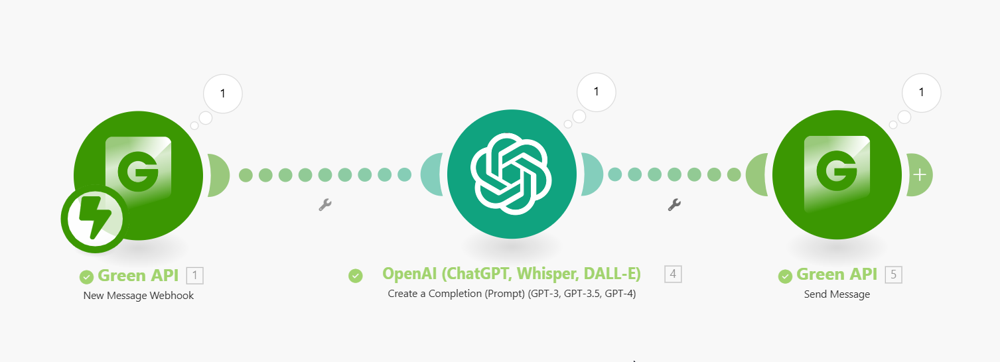 1
1
1
G
G
Green API 1
New Message Webhook
OpenAI (ChatGPT, Whisper, DALL-E) 4
Create a Completion (Prompt) (GPT-3, GPT-3.5, GPT-4)
Green API 5
Send Message